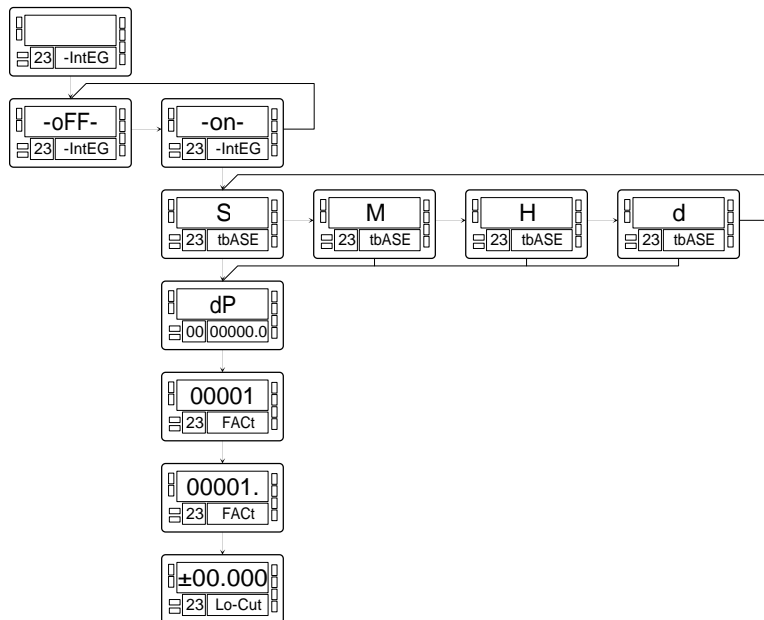 23 -IntEG
-oFF- -on-
23 -IntEG 23 -IntEG
S M H d
23 tbASE 23 tbASE 23 tbASE 23 tbASE
dP
00 00000.0
00001
23 FACt
00001.
23 FACt
±00.000
23 Lo-Cut